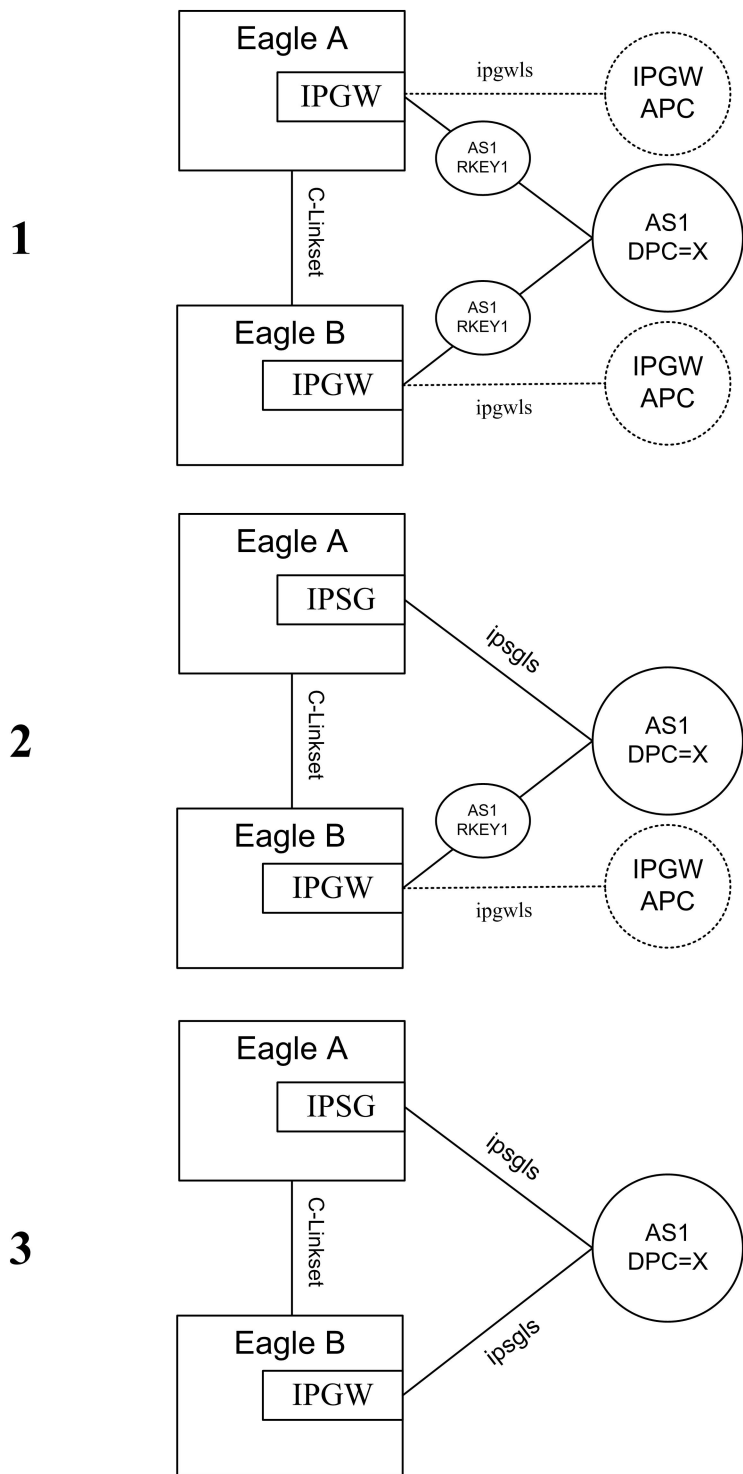 1
Eagle A
IPGW
ipgwls
IPGW
APC
AS1
RKEY1
C-Linkset
AS1
DPC=X
AS1
RKEY1
Eagle B
IPGW
ipgwls
IPGW
APC
2
Eagle A
IPSG
ipsgls
C-Linkset
AS1
DPC=X
AS1
RKEY1
Eagle B
IPGW
ipgwls
IPGW
APC
3
Eagle A
IPSG
ipsgls
C-Linkset
AS1
DPC=X
Eagle B
IPGW
ipsgls